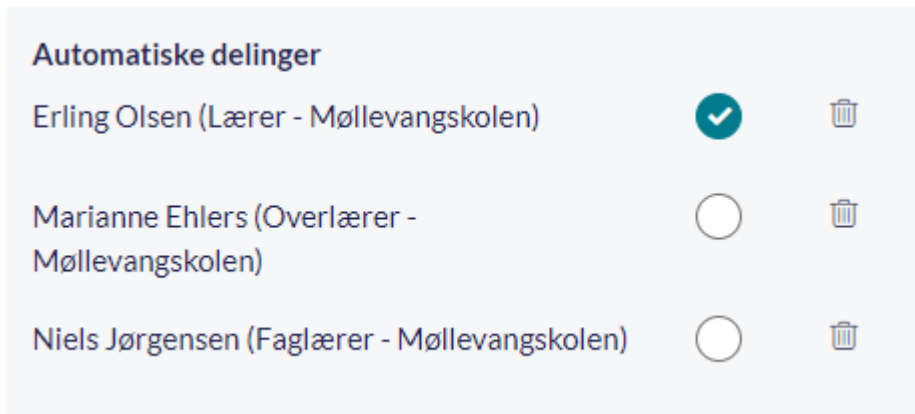 Automatiske delinger
Erling Olsen (Lærer - Møllevangskolen)
Marianne Ehlers (Overlærer -
Møllevangskolen)
Niels Jørgensen (Faglærer - Møllevangskolen)